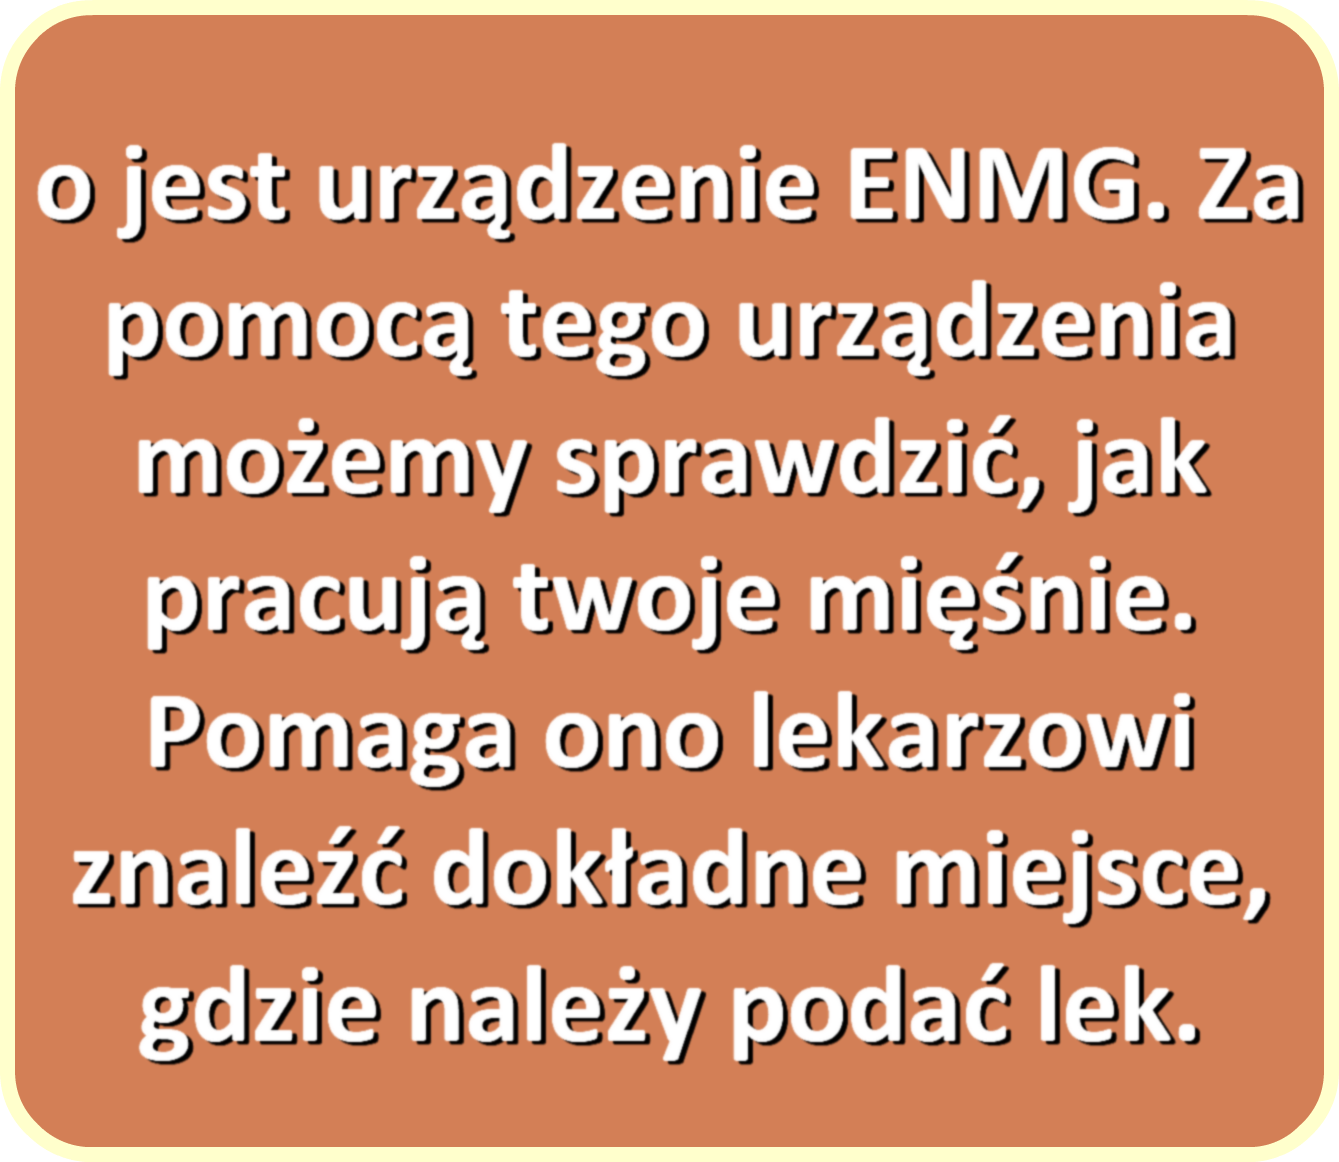 o jest urządzenie ENMG. Za
pomocą tego urządzenia
możemy sprawdzić, jak
pracują twoje mięśnie.
Pomaga ono lekarzowi
znaleźć dokładne miejsce,
gdzie należy podać lek.